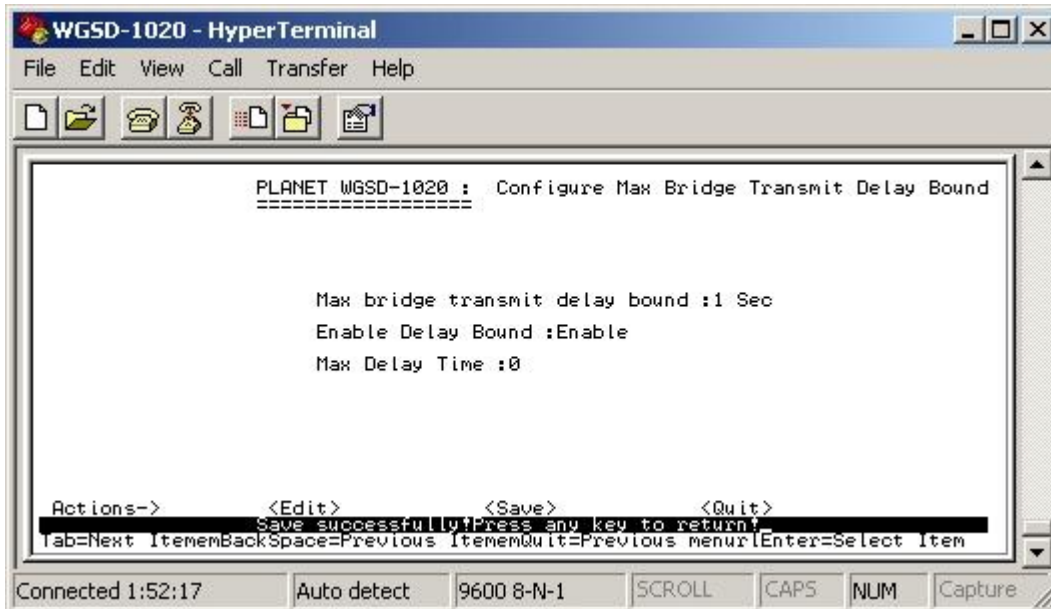 WGSD-1020 - HyperTerminal
File Edit View Call Transfer Help
PLANET WGSD-1020 : Configure Max Bridge Transmit Delay Bound
==================
Max bridge transmit delay bound :1 Sec
Enable Delay Bound :Enable
Max Delay Time :0
Actions-> <Edit> <Save> <Quit>
Save successfully!Press any key to return!_
Tab=Next ItememBackSpace=Previous ItememQuit=Previous menurlEnter=Select Item
Connected 1:52:17 Auto detect 9600 8-N-1 SCROLL CAPS NUM Capture